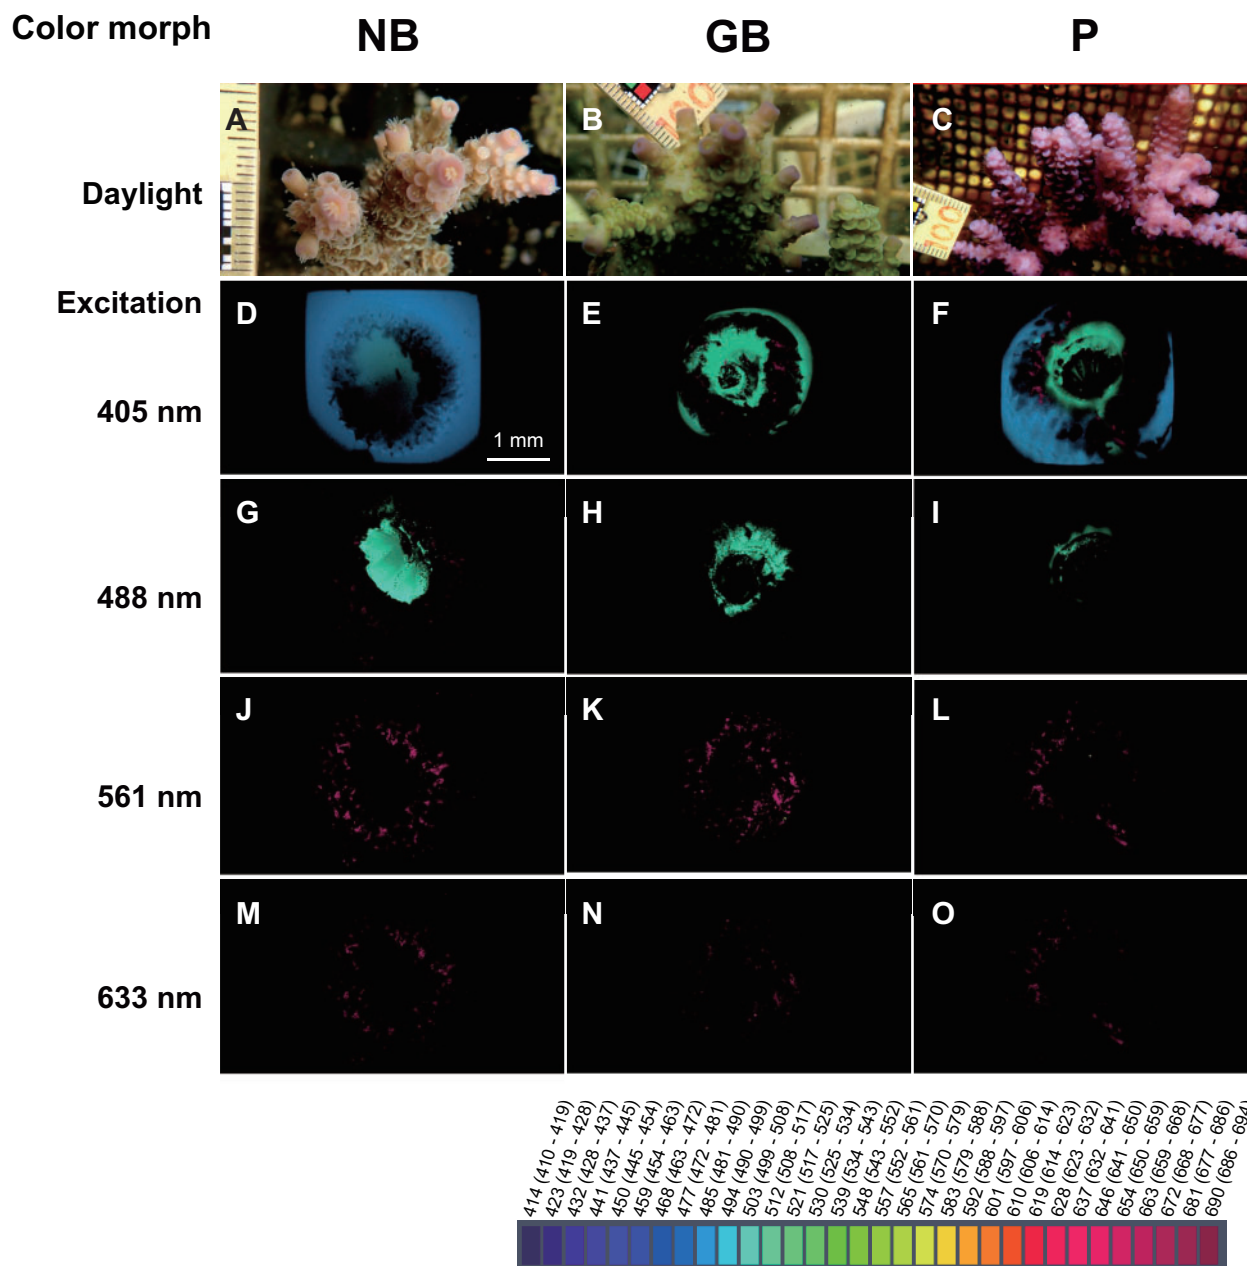 Color morph NB GB P
Daylight A B C
100 100
Excitation
405 nm D E F
1 mm
488 nm G H I
561 nm J K L
633 nm M N O
414 (410 - 419)
423 (419 - 428)
432 (428 - 437)
441 (437 - 445)
450 (445 - 454)
459 (454 - 463)
468 (463 - 472)
477 (472 - 481)
485 (481 - 490)
494 (490 - 499)
503 (499 - 508)
512 (508 - 517)
521 (517 - 525)
530 (525 - 534)
539 (534 - 543)
548 (543 - 552)
557 (552 - 561)
565 (561 - 570)
574 (570 - 579)
583 (579 - 588)
592 (588 - 597)
601 (597 - 606)
610 (606 - 614)
619 (614 - 623)
628 (623 - 632)
637 (632 - 641)
646 (641 - 650)
654 (650 - 659)
663 (659 - 668)
672 (668 - 677)
681 (677 - 686)
690 (686 - 694)